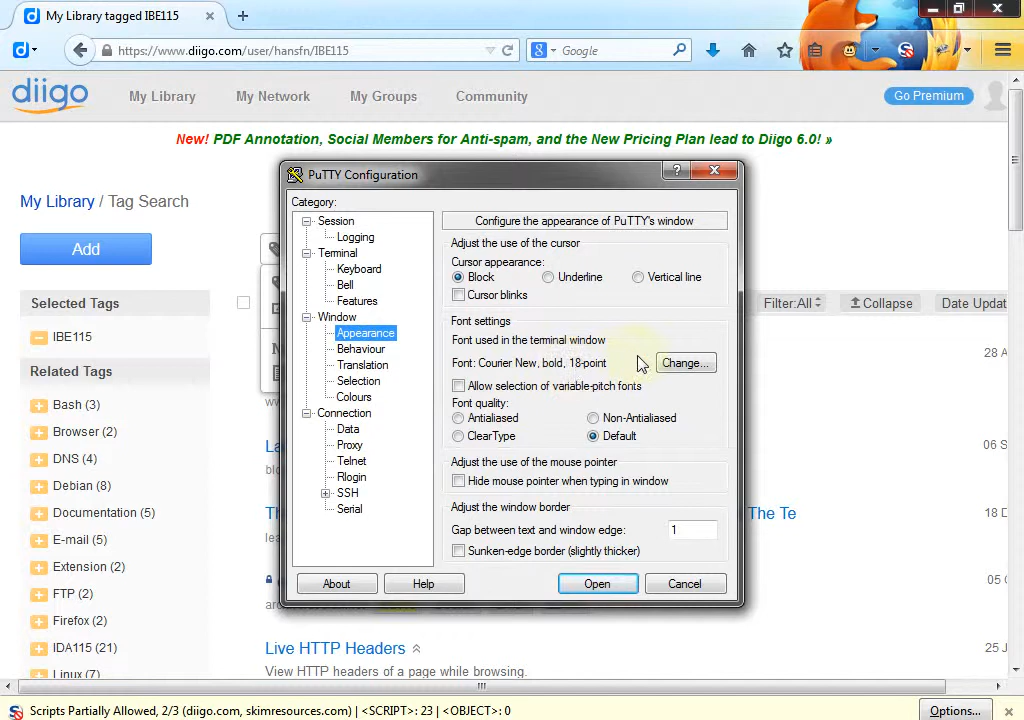 My Library tagged IBE115
https://www.diigo.com/user/hansfn/IBE115
Google
diigo
My Library
My Network
My Groups
Community
Go Premium
New! PDF Annotation, Social Members for Anti-spam, and the New Pricing Plan lead to Diigo 6.0! »
My Library / Tag Search
Add
Selected Tags
IBE115
Related Tags
Bash (3)
Browser (2)
DNS (4)
Debian (8)
Documentation (5)
E-mail (5)
Extension (2)
FTP (2)
Firefox (2)
IDA115 (21)
Linux (7)
Filter:All
Collapse
Date Updat
28 A
06 S
The Te
18 D
05
Live HTTP Headers
25 J
View HTTP headers of a page while browsing.
PuTTY Configuration
Category:
Session
Logging
Terminal
Keyboard
Bell
Features
Window
Appearance
Behaviour
Translation
Selection
Colours
Connection
Data
Proxy
Telnet
Rlogin
SSH
Serial
Configure the appearance of PuTTY's window
Adjust the use of the cursor
Cursor appearance:
Block
Underline
Vertical line
Cursor blinks
Font settings
Font used in the terminal window
Font: Courier New, bold, 18-point
Change...
Allow selection of variable-pitch fonts
Font quality:
Antialiased
Non-Antialiased
ClearType
Default
Adjust the use of the mouse pointer
Hide mouse pointer when typing in window
Adjust the window border
Gap between text and window edge:
1
Sunken-edge border (slightly thicker)
About
Help
Open
Cancel
Scripts Partially Allowed, 2/3 (diigo.com, skimresources.com) | <SCRIPT>: 23 | <OBJECT>: 0
Options...